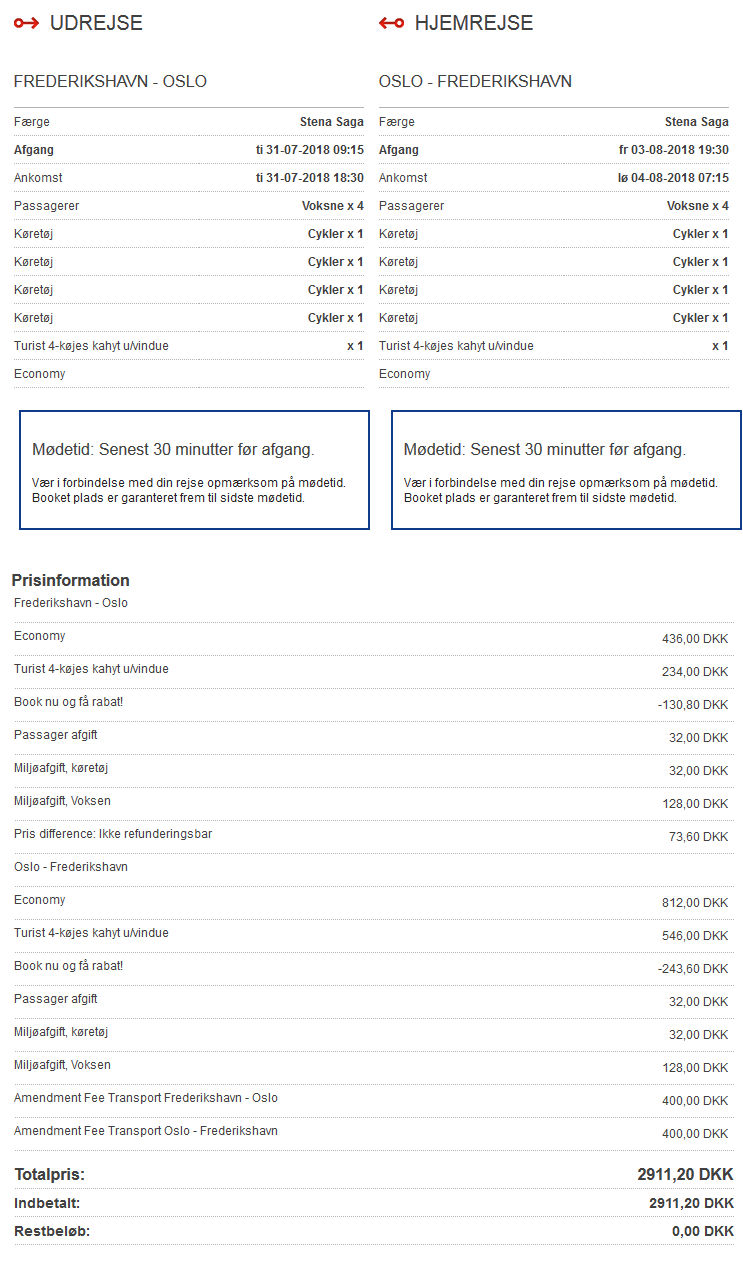 UDREJSE
FREDERIKSHAVN - OSLO
Færge Stena Saga
Afgang ti 31-07-2018 09:15
Ankomst ti 31-07-2018 18:30
Passagerer Voksne x 4
Køretøj Cykler x 1
Køretøj Cykler x 1
Køretøj Cykler x 1
Køretøj Cykler x 1
Turist 4-køjes kahyt u/vindue x 1
Economy
Mødetid: Senest 30 minutter før afgang.
Vær i forbindelse med din rejse opmærksom på mødetid.
Booket plads er garanteret frem til sidste mødetid.
HJEMREJSE
OSLO - FREDERIKSHAVN
Færge Stena Saga
Afgang fr 03-08-2018 19:30
Ankomst lø 04-08-2018 07:15
Passagerer Voksne x 4
Køretøj Cykler x 1
Køretøj Cykler x 1
Køretøj Cykler x 1
Køretøj Cykler x 1
Turist 4-køjes kahyt u/vindue x 1
Economy
Mødetid: Senest 30 minutter før afgang.
Vær i forbindelse med din rejse opmærksom på mødetid.
Booket plads er garanteret frem til sidste mødetid.
Prisinformation
Frederikshavn - Oslo
Economy 436,00 DKK
Turist 4-køjes kahyt u/vindue 234,00 DKK
Book nu og få rabat! -130,80 DKK
Passager afgift 32,00 DKK
Miljøafgift, køretøj 32,00 DKK
Miljøafgift, Voksen 128,00 DKK
Pris difference: Ikke refunderingsbar 73,60 DKK
Oslo - Frederikshavn
Economy 812,00 DKK
Turist 4-køjes kahyt u/vindue 546,00 DKK
Book nu og få rabat! -243,60 DKK
Passager afgift 32,00 DKK
Miljøafgift, køretøj 32,00 DKK
Miljøafgift, Voksen 128,00 DKK
Amendment Fee Transport Frederikshavn - Oslo 400,00 DKK
Amendment Fee Transport Oslo - Frederikshavn 400,00 DKK
Totalpris: 2911,20 DKK
Indbetalt: 2911,20 DKK
Restbeløb: 0,00 DKK